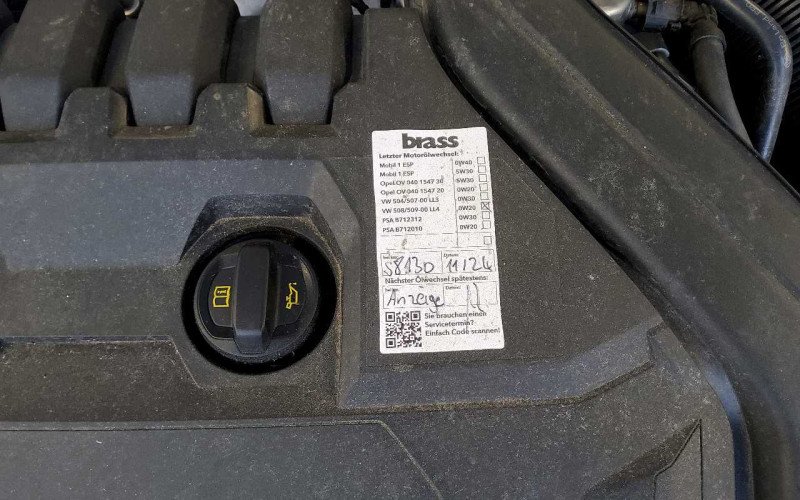 brass
Letzter Motorölwechsel:
Mobil 1 ESP 0W40
Mobil 1 ESP 5W30
Opel OV 040 1547 30 5W30
Opel OV 040 1547 20 0W20
VW 504/507-00 LL3 0W30
VW 508/509-00 LL4 0W20
PSA B712312 0W30
PSA B712010 0W20
58130 11/24
Nächster Ölwechsel spätestens:
Anzeige
Sie brauchen einen
Servicetermin?
Einfach Code scannen!